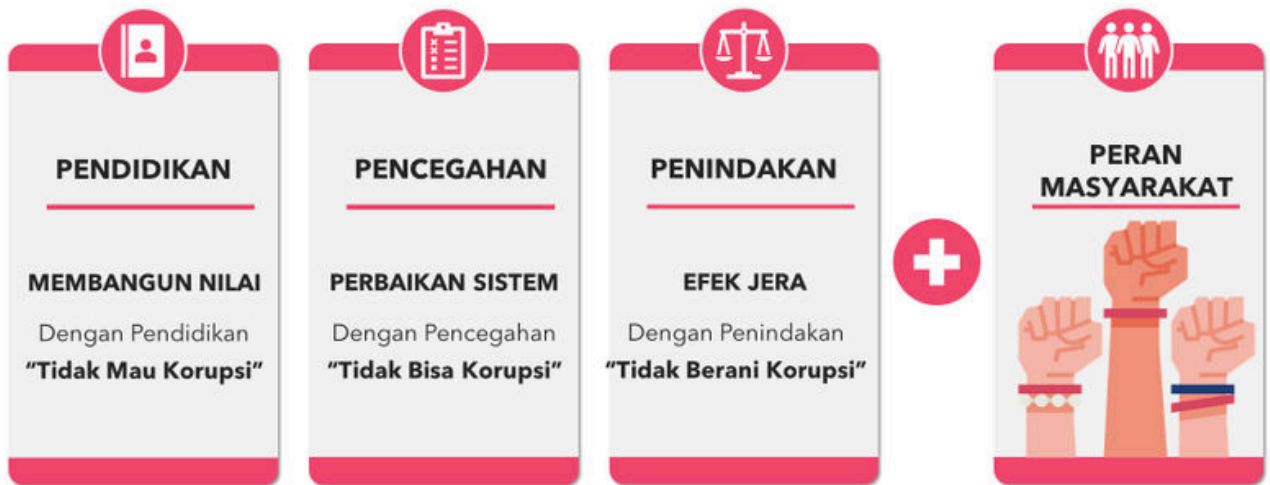 PENDIDIKAN
MEMBANGUN NILAI
Dengan Pendidikan
“Tidak Mau Korupsi”
PENCEGAHAN
PERBAIKAN SISTEM
Dengan Pencegahan
“Tidak Bisa Korupsi”
PENINDAKAN
EFEK JERA
Dengan Penindakan
“Tidak Berani Korupsi”
PERAN
MASYARAKAT